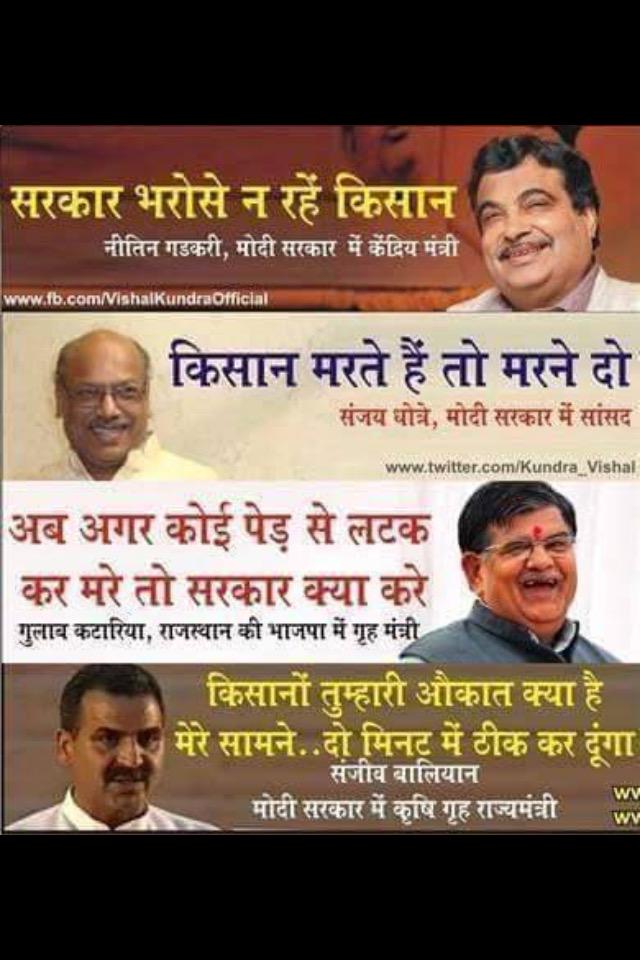 सरकार भरोसे न रहें किसान
नीतिन गडकरी, मोदी सरकार में केंद्रिय मंत्री
www.fb.com/VishalKundraOfficial
किसान मरते हैं तो मरने दो
संजय धोत्रे, मोदी सरकार में सांसद
www.twitter.com/Kundra_Vishal
अब अगर कोई पेड़ से लटक
कर मरे तो सरकार क्या करे
गुलाब कटारिया, राजस्थान की भाजपा में गृह मंत्री
किसानों तुम्हारी औकात क्या है
मेरे सामने..दो मिनट में ठीक कर दूंगा
संजीव बालियान
मोदी सरकार में कृषि गृह राज्यमंत्री